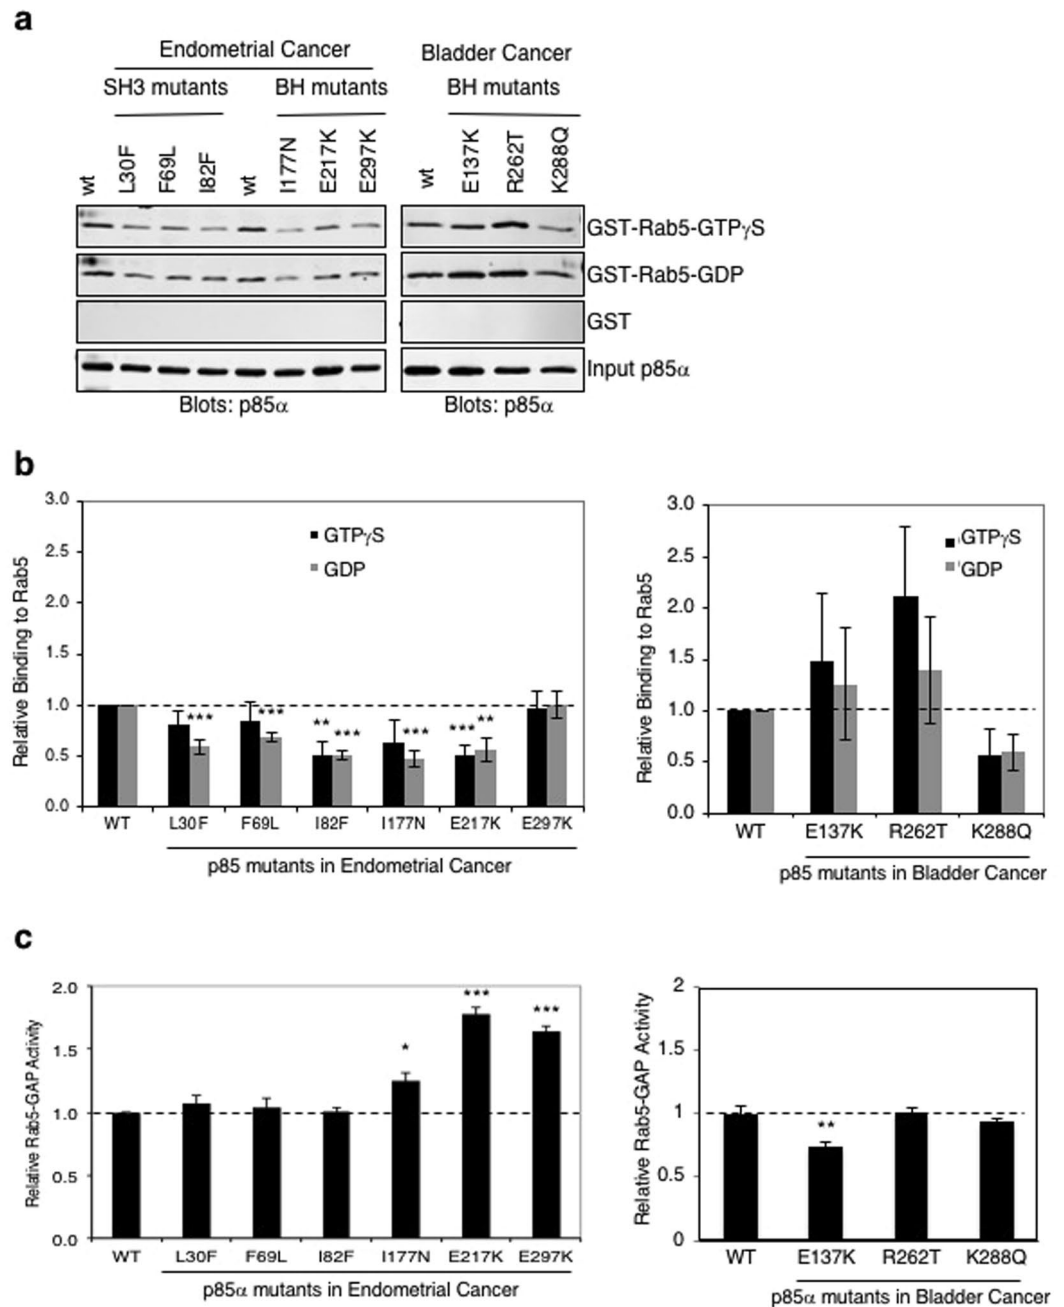 a
Endometrial Cancer
Bladder Cancer
SH3 mutants
BH mutants
BH mutants
wt
L30F
F69L
I82F
wt
I177N
E217K
E297K
wt
E137K
R262T
K288Q
GST-Rab5-GTPγS
GST-Rab5-GDP
GST
Input p85α
Blots: p85α
Blots: p85α
b
Relative Binding to Rab5
3.0
2.5
2.0
1.5
1.0
0.5
0.0
GTPγS
GDP
***
***
**
***
***
***
**
WT
L30F
F69L
I82F
I177N
E217K
E297K
p85 mutants in Endometrial Cancer
Relative Binding to Rab5
3.0
2.5
2.0
1.5
1.0
0.5
0.0
GTPγS
GDP
WT
E137K
R262T
K288Q
p85 mutants in Bladder Cancer
c
Relative Rab5-GAP Activity
2.0
1.5
1.0
0.5
0.0
*
***
***
WT
L30F
F69L
I82F
I177N
E217K
E297K
p85α mutants in Endometrial Cancer
Relative Rab5-GAP Activity
2
1.5
1
0.5
0
**
WT
E137K
R262T
K288Q
p85α mutants in Bladder Cancer